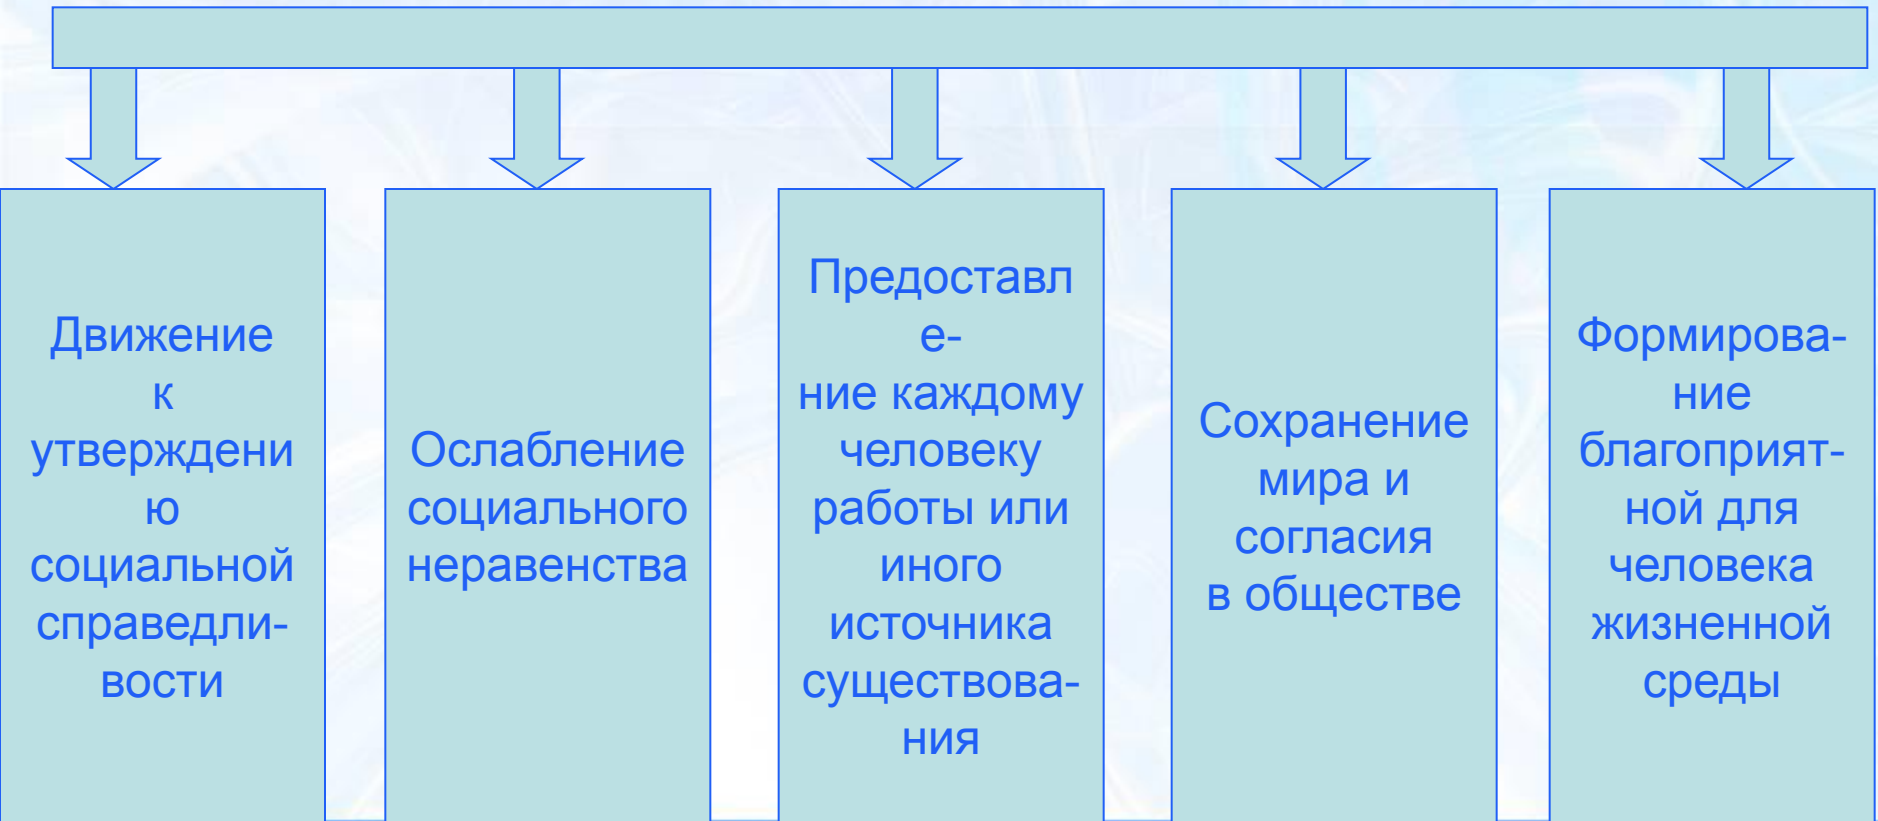 Движение
к
утверждени
ю
социальной
справедли-
вости
Ослабление
социального
неравенства
Предоставл
е-
ние каждому
человеку
работы или
иного
источника
существова-
ния
Сохранение
мира и
согласия
в обществе
Формирова-
ние
благоприят-
ной для
человека
жизненной
среды